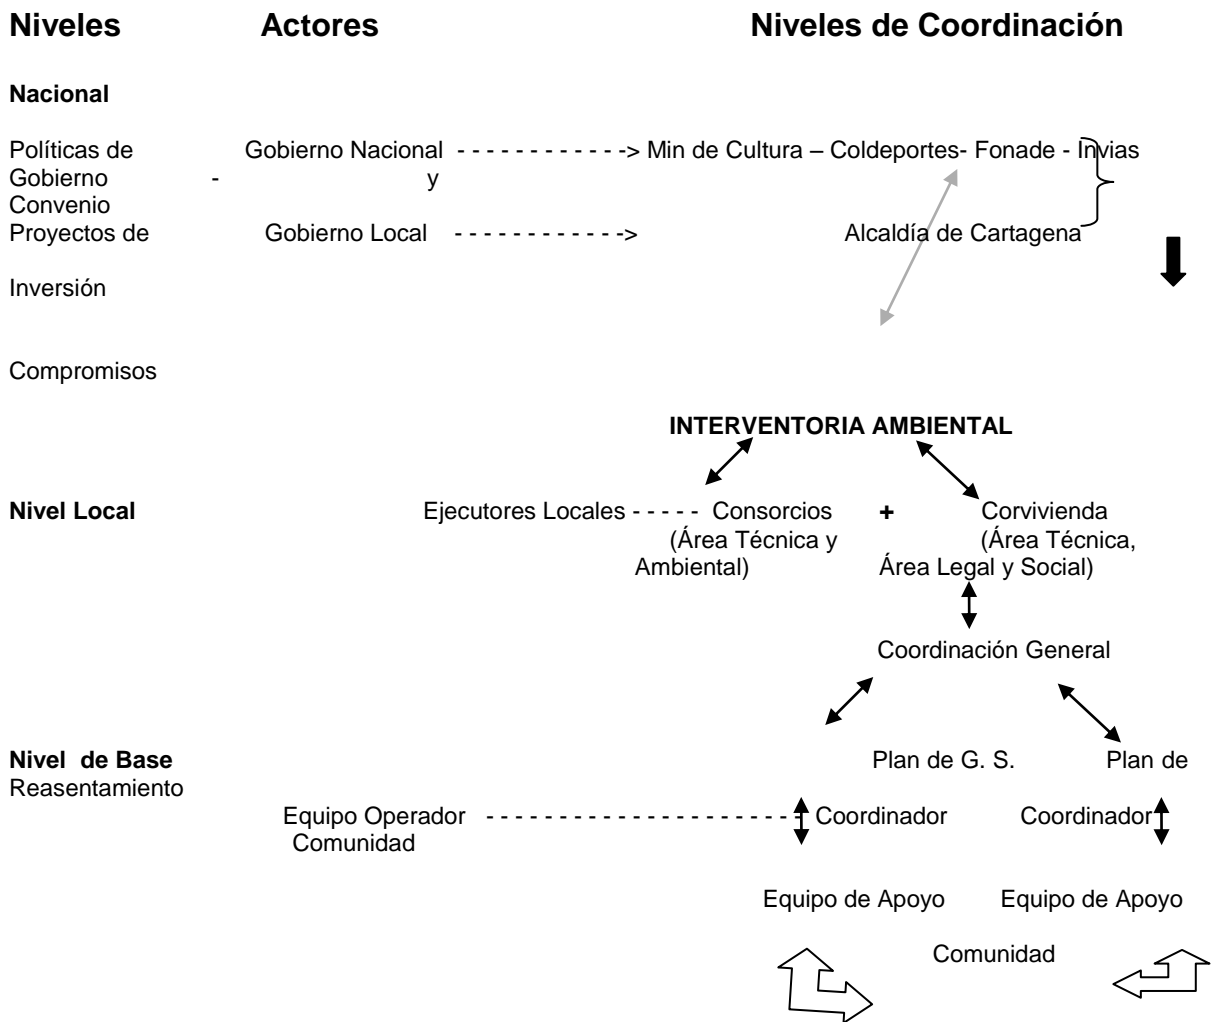 Niveles Actores Niveles de Coordinación
Nacional
Políticas de Gobierno Nacional - - - - - - - - - - - -> Min de Cultura – Coldeportes- Fonade - Invias
Gobierno - y
Convenio
Proyectos de Gobierno Local - - - - - - - - - - - -> Alcaldía de Cartagena
Inversión
Compromisos
INTERVENTORIA AMBIENTAL
Nivel Local Ejecutores Locales - - - - - Consorcios + Corvivienda
(Área Técnica y (Área Técnica,
Ambiental) Área Legal y Social)
Coordinación General
Nivel de Base Plan de G. S. Plan de
Reasentamiento
Equipo Operador - - - - - - - - - - - - - - - - - - - - - - Coordinador Coordinador
Comunidad
Equipo de Apoyo Equipo de Apoyo
Comunidad